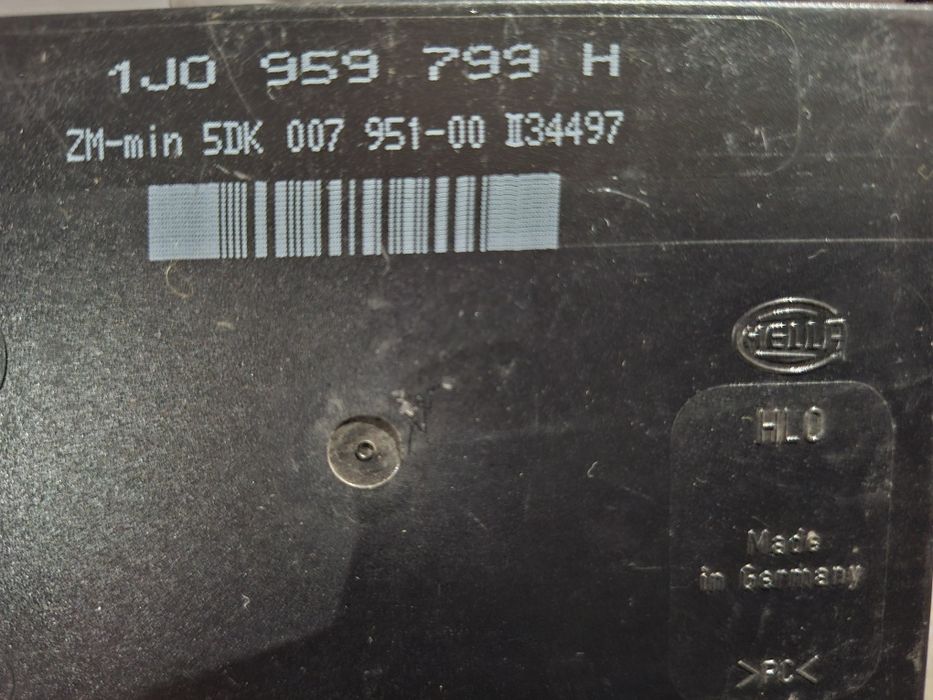 1J0 959 799 H
ZM-min 5DK 007 951-00 II34497
HELLA
HLO
Made
in Germany
>PC<